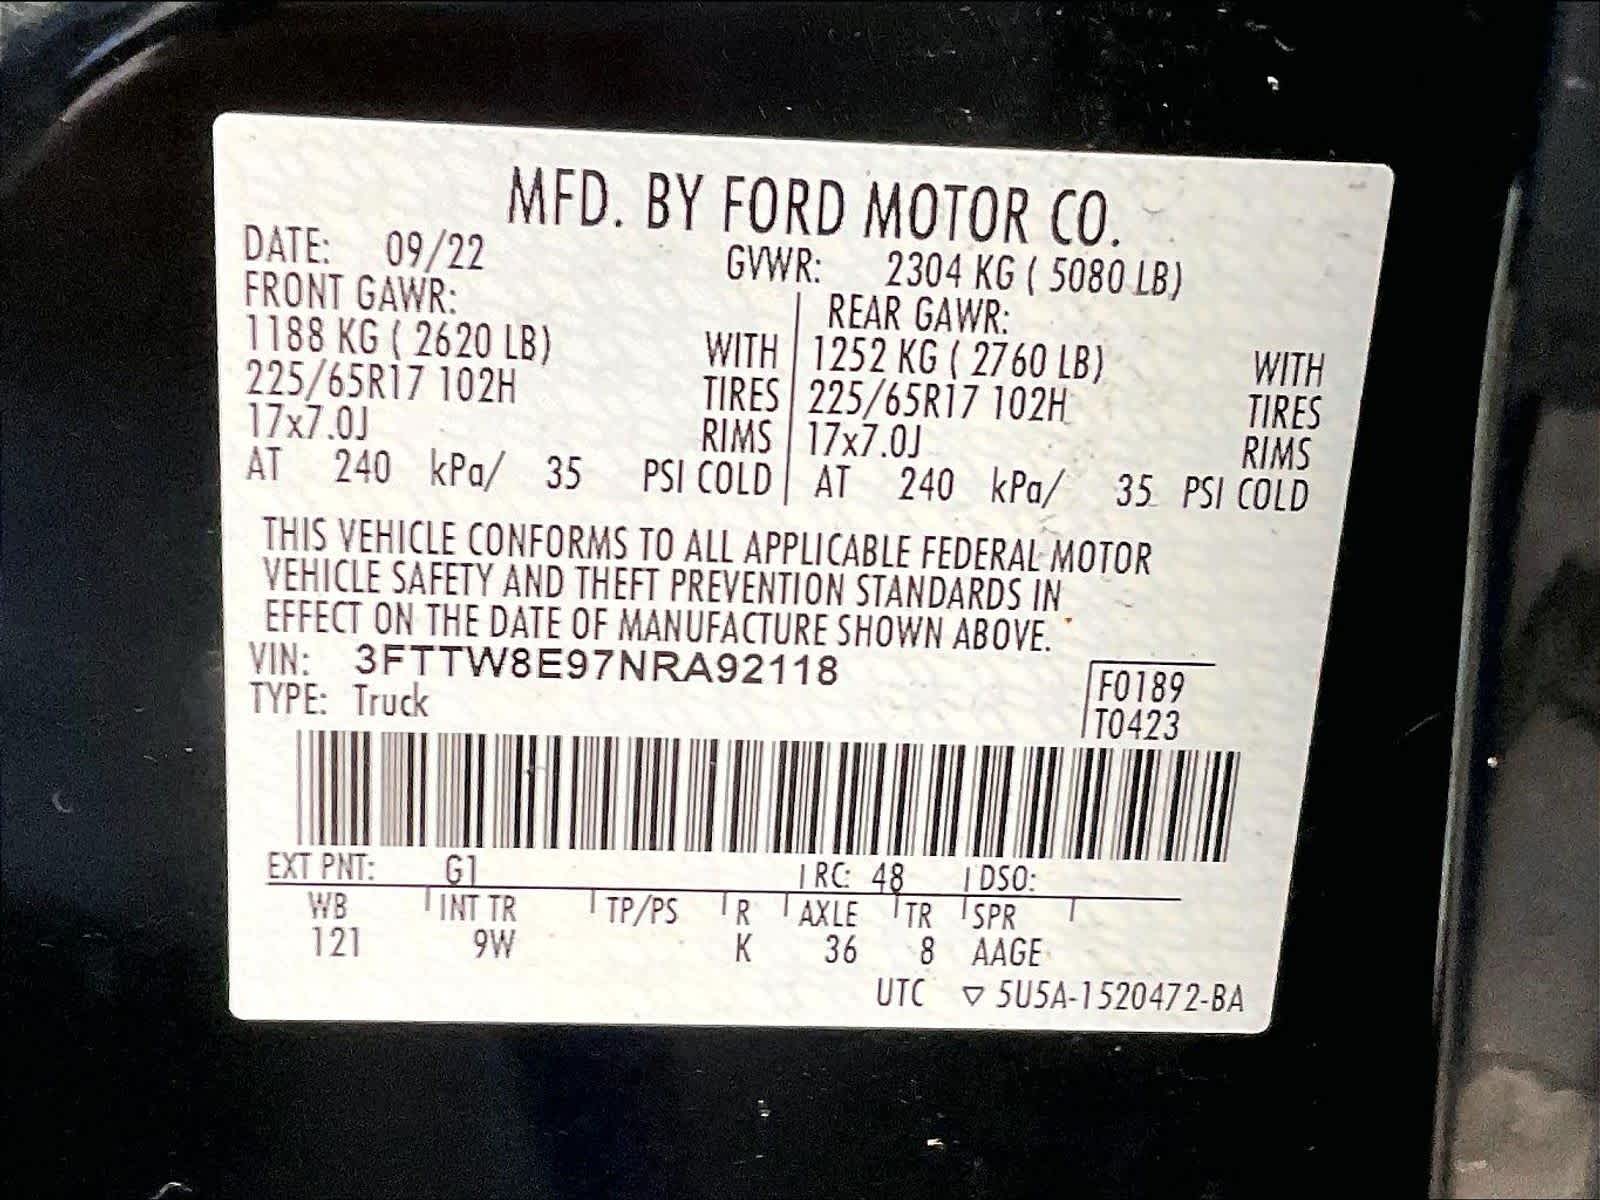 MFD. BY FORD MOTOR CO.
DATE: 09/22 GVWR: 2304 KG ( 5080 LB)
FRONT GAWR: REAR GAWR:
1188 KG ( 2620 LB) WITH 1252 KG ( 2760 LB) WITH
225/65R17 102H TIRES 225/65R17 102H TIRES
17x7.0J RIMS 17x7.0J RIMS
AT 240 kPa/ 35 PSI COLD AT 240 kPa/ 35 PSI COLD
THIS VEHICLE CONFORMS TO ALL APPLICABLE FEDERAL MOTOR
VEHICLE SAFETY AND THEFT PREVENTION STANDARDS IN
EFFECT ON THE DATE OF MANUFACTURE SHOWN ABOVE.
VIN: 3FTTW8E97NRA92118 F0189
TYPE: Truck T0423
EXT PNT: G1 RC: 48 DSO:
WB INT TR TP/PS R AXLE TR SPR
121 9W K 36 8 AAGE
UTC ▽ 5U5A-1520472-BA